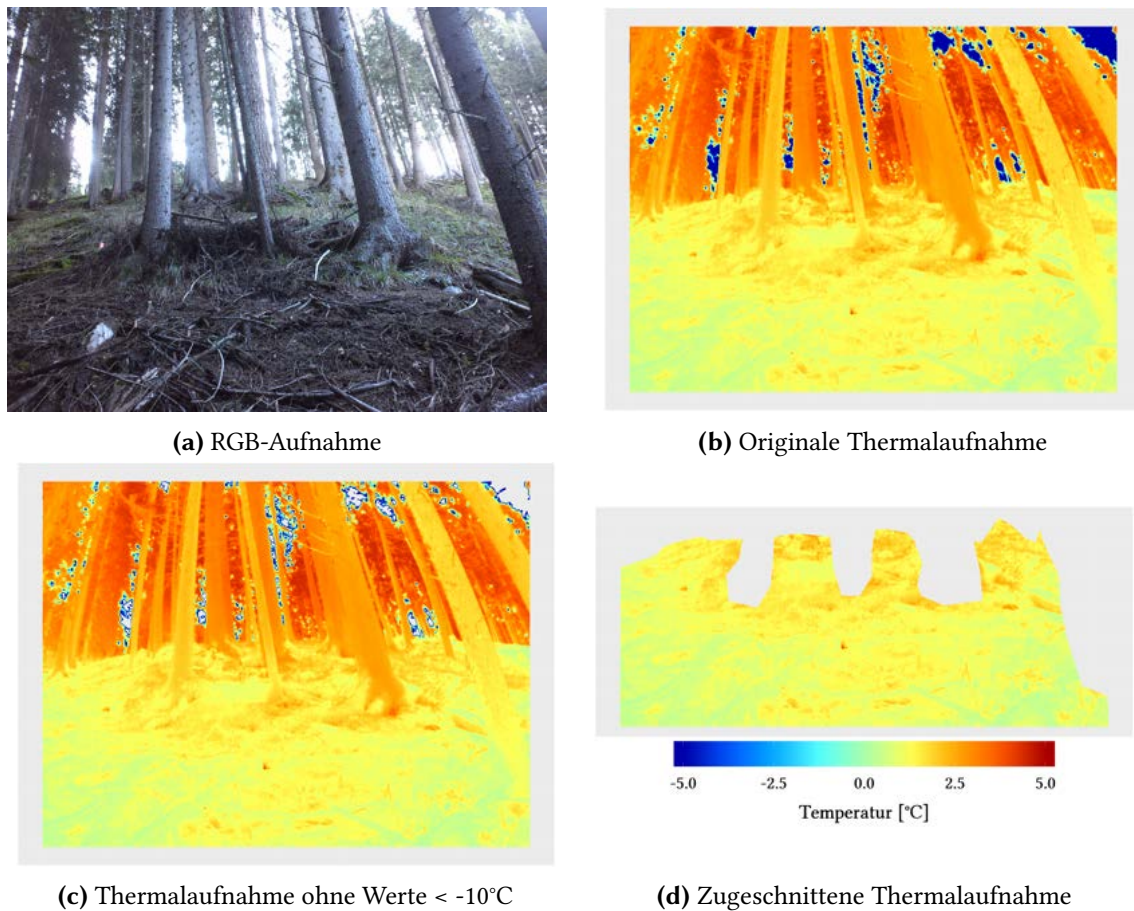 (a) RGB-Aufnahme
(b) Originale Thermalaufnahme
-5.0 -2.5 0.0 2.5 5.0
Temperatur [°C]
(c) Thermalaufnahme ohne Werte < -10°C
(d) Zugeschnittene Thermalaufnahme